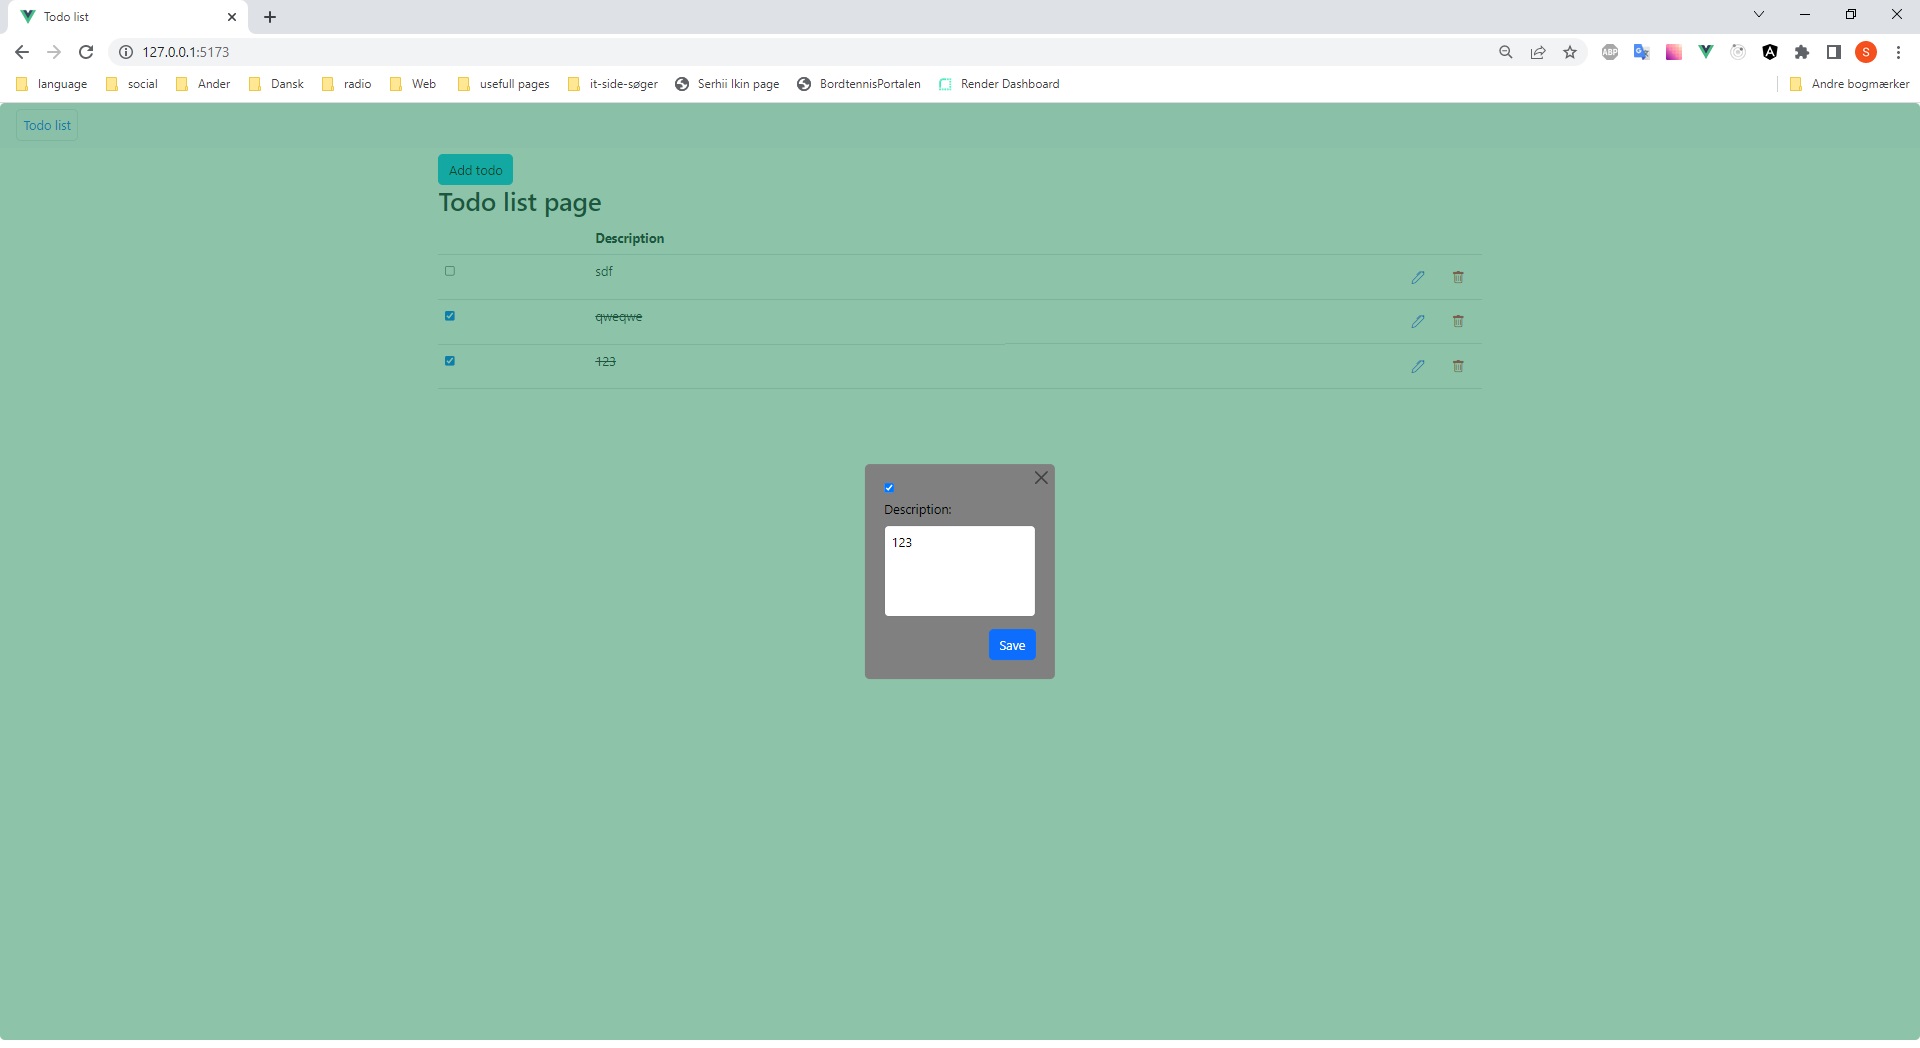 Todo list
127.0.0.1:5173
ABP
G
A
S
language social Ander Dansk radio Web usefull pages it-side-søger Serhii Ikin page BordtennisPortalen Render Dashboard Andre bogmærker
Todo list
Add todo
Todo list page
Description
sdf
qweqwe
123
Description:
123
Save